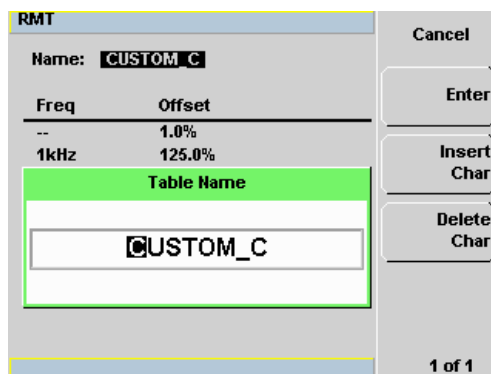 RMT
Name: CUSTOM_C
Freq Offset
-- 1.0%
1kHz 125.0%
Table Name
CUSTOM_C
Cancel
Enter
Insert
Char
Delete
Char
1 of 1